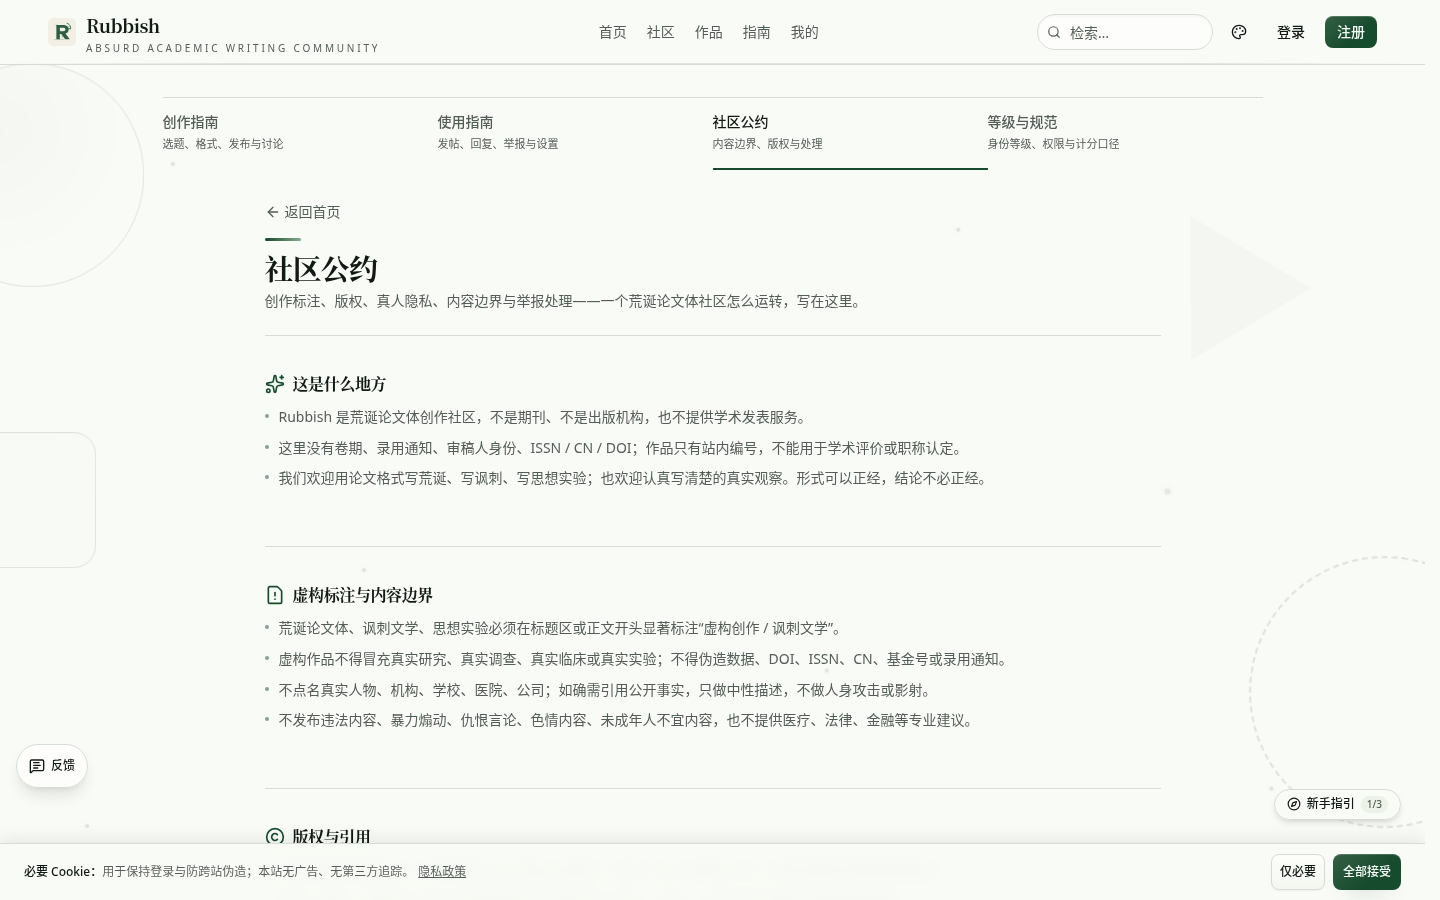 Rubbish
ABSURD ACADEMIC WRITING COMMUNITY
首页 社区 作品 指南 我的
检索...
登录
注册
创作指南
选题、格式、发布与讨论
使用指南
发帖、回复、举报与设置
社区公约
内容边界、版权与处理
等级与规范
身份等级、权限与计分口径
返回首页
社区公约
创作标注、版权、真人隐私、内容边界与举报处理——一个荒诞论文体社区怎么运转，写在这里。
这是什么地方
Rubbish 是荒诞论文体创作社区，不是期刊、不是出版机构，也不提供学术发表服务。
这里没有卷期、录用通知、审稿人身份、ISSN / CN / DOI；作品只有站内编号，不能用于学术评价或职称认定。
我们欢迎用论文格式写荒诞、写讽刺、写思想实验；也欢迎认真写清楚的真实观察。形式可以正经，结论不必正经。
虚构标注与内容边界
荒诞论文体、讽刺文学、思想实验必须在标题区或正文开头显著标注“虚构创作 / 讽刺文学”。
虚构作品不得冒充真实研究、真实调查、真实临床或真实实验；不得伪造数据、DOI、ISSN、CN、基金号或录用通知。
不点名真实人物、机构、学校、医院、公司；如确需引用公开事实，只做中性描述，不做人身攻击或影射。
不发布违法内容、暴力煽动、仇恨言论、色情内容、未成年人不宜内容，也不提供医疗、法律、金融等专业建议。
反馈
新手指引 1/3
版权与引用
必要 Cookie：用于保持登录与防跨站伪造；本站无广告、无第三方追踪。 隐私政策
仅必要
全部接受